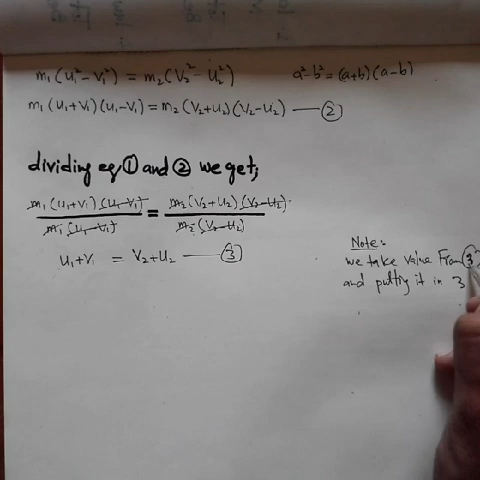 m₁(u₁²-v₁²) = m₂(v₂²-u₂²)
a²-b² = (a+b)(a-b)
m₁(u₁+v₁)(u₁-v₁) = m₂(v₂+u₂)(v₂-u₂) — ②
dividing eq ① and ② we get,
m₁(u₁+v₁)(u₁-v₁) / m₁(u₁-v₁) = m₂(v₂+u₂)(v₂-u₂) / m₂(v₂-u₂)
u₁+v₁ = v₂+u₂ — ③
Note:
we take value From ③
and putting it in 3